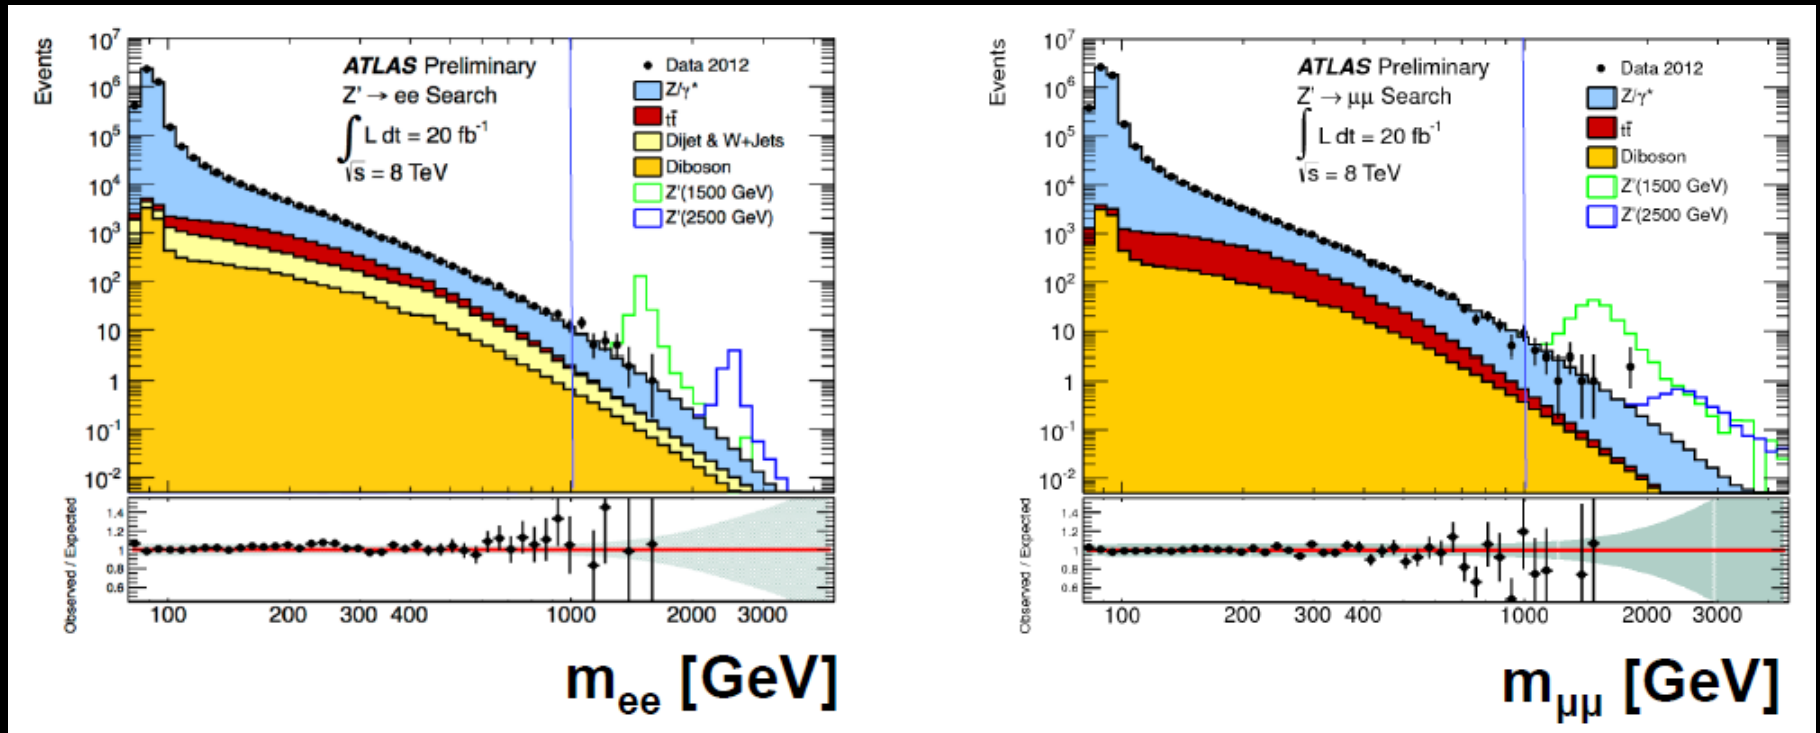 Events
10⁷
10⁶
10⁵
10⁴
10³
10²
10
1
10⁻¹
10⁻²
ATLAS Preliminary
Z' → ee Search
∫ L dt = 20 fb⁻¹
√s = 8 TeV
Data 2012
Z/γ*
tt̄
Dijet & W+Jets
Diboson
Z'(1500 GeV)
Z'(2500 GeV)
Observed / Expected
1.4
1.2
1
0.8
0.6
100 200 300 400 1000 2000 3000
mₑₑ [GeV]
Events
10⁷
10⁶
10⁵
10⁴
10³
10²
10
1
10⁻¹
10⁻²
ATLAS Preliminary
Z' → μμ Search
∫ L dt = 20 fb⁻¹
√s = 8 TeV
Data 2012
Z/γ*
tt̄
Diboson
Z'(1500 GeV)
Z'(2500 GeV)
Observed / Expected
1.4
1.2
1
0.8
0.6
100 200 300 400 1000 2000 3000
m_μμ [GeV]